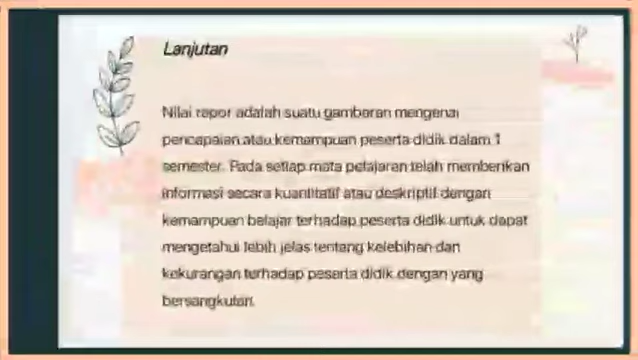 Lanjutan
Nilai rapor adalah suatu gambaran mengenai
pencapaian atau kemampuan peserta didik dalam 1
semester. Pada setiap mata pelajaran telah memberikan
informasi secara kuantitatif atau deskriptif dengan
kemampuan belajar terhadap peserta didik untuk dapat
mengetahui lebih jelas tentang kelebihan dan
kekurangan terhadap peserta didik dengan yang
bersangkutan.